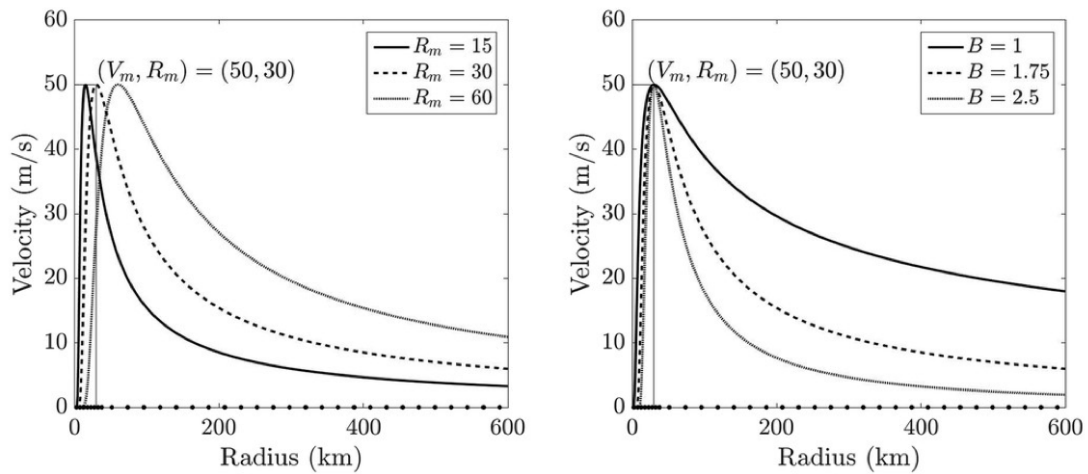 60
50
40
30
20
10
0
Velocity (m/s)
(V_m, R_m) = (50, 30)
R_m = 15
R_m = 30
R_m = 60
0
200
400
600
Radius (km)
60
50
40
30
20
10
0
Velocity (m/s)
(V_m, R_m) = (50, 30)
B = 1
B = 1.75
B = 2.5
0
200
400
600
Radius (km)